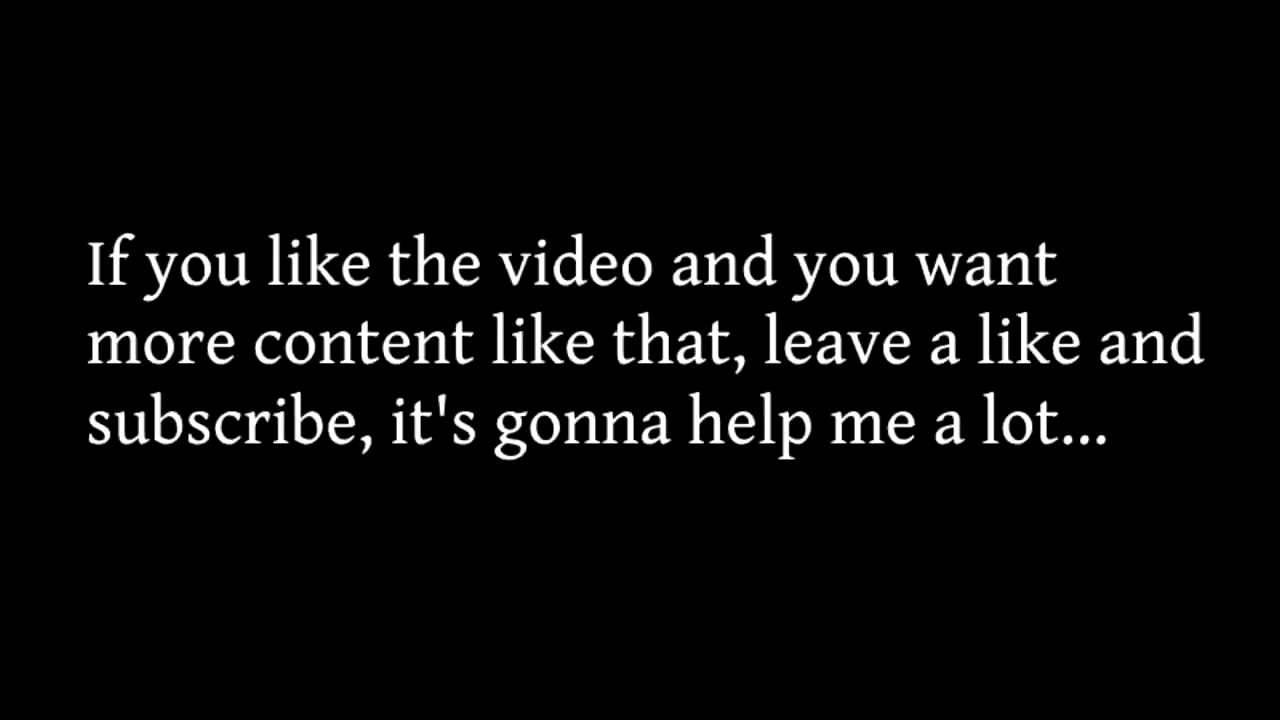 If you like the video and you want
more content like that, leave a like and
subscribe, it's gonna help me a lot...